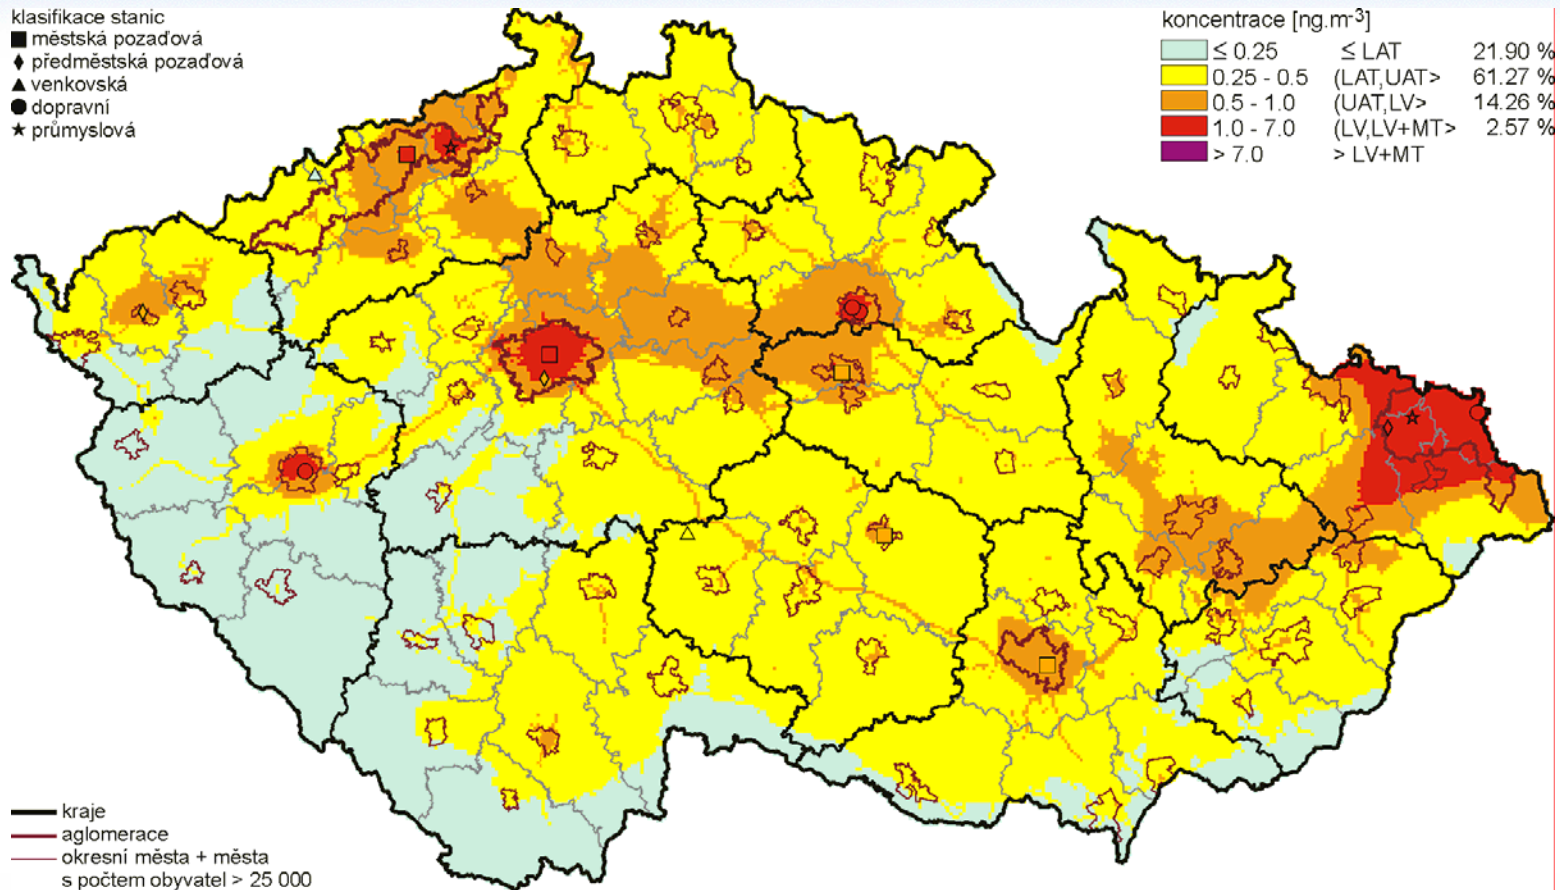 klasifikace stanic
městská pozaďová
předměstská pozaďová
venkovská
dopravní
průmyslová
koncentrace [ng.m-3]
≤ 0.25 ≤ LAT 21.90 %
0.25 - 0.5 (LAT,UAT> 61.27 %
0.5 - 1.0 (UAT,LV> 14.26 %
1.0 - 7.0 (LV,LV+MT> 2.57 %
> 7.0 > LV+MT
kraje
aglomerace
okresní města + města
s počtem obyvatel > 25 000